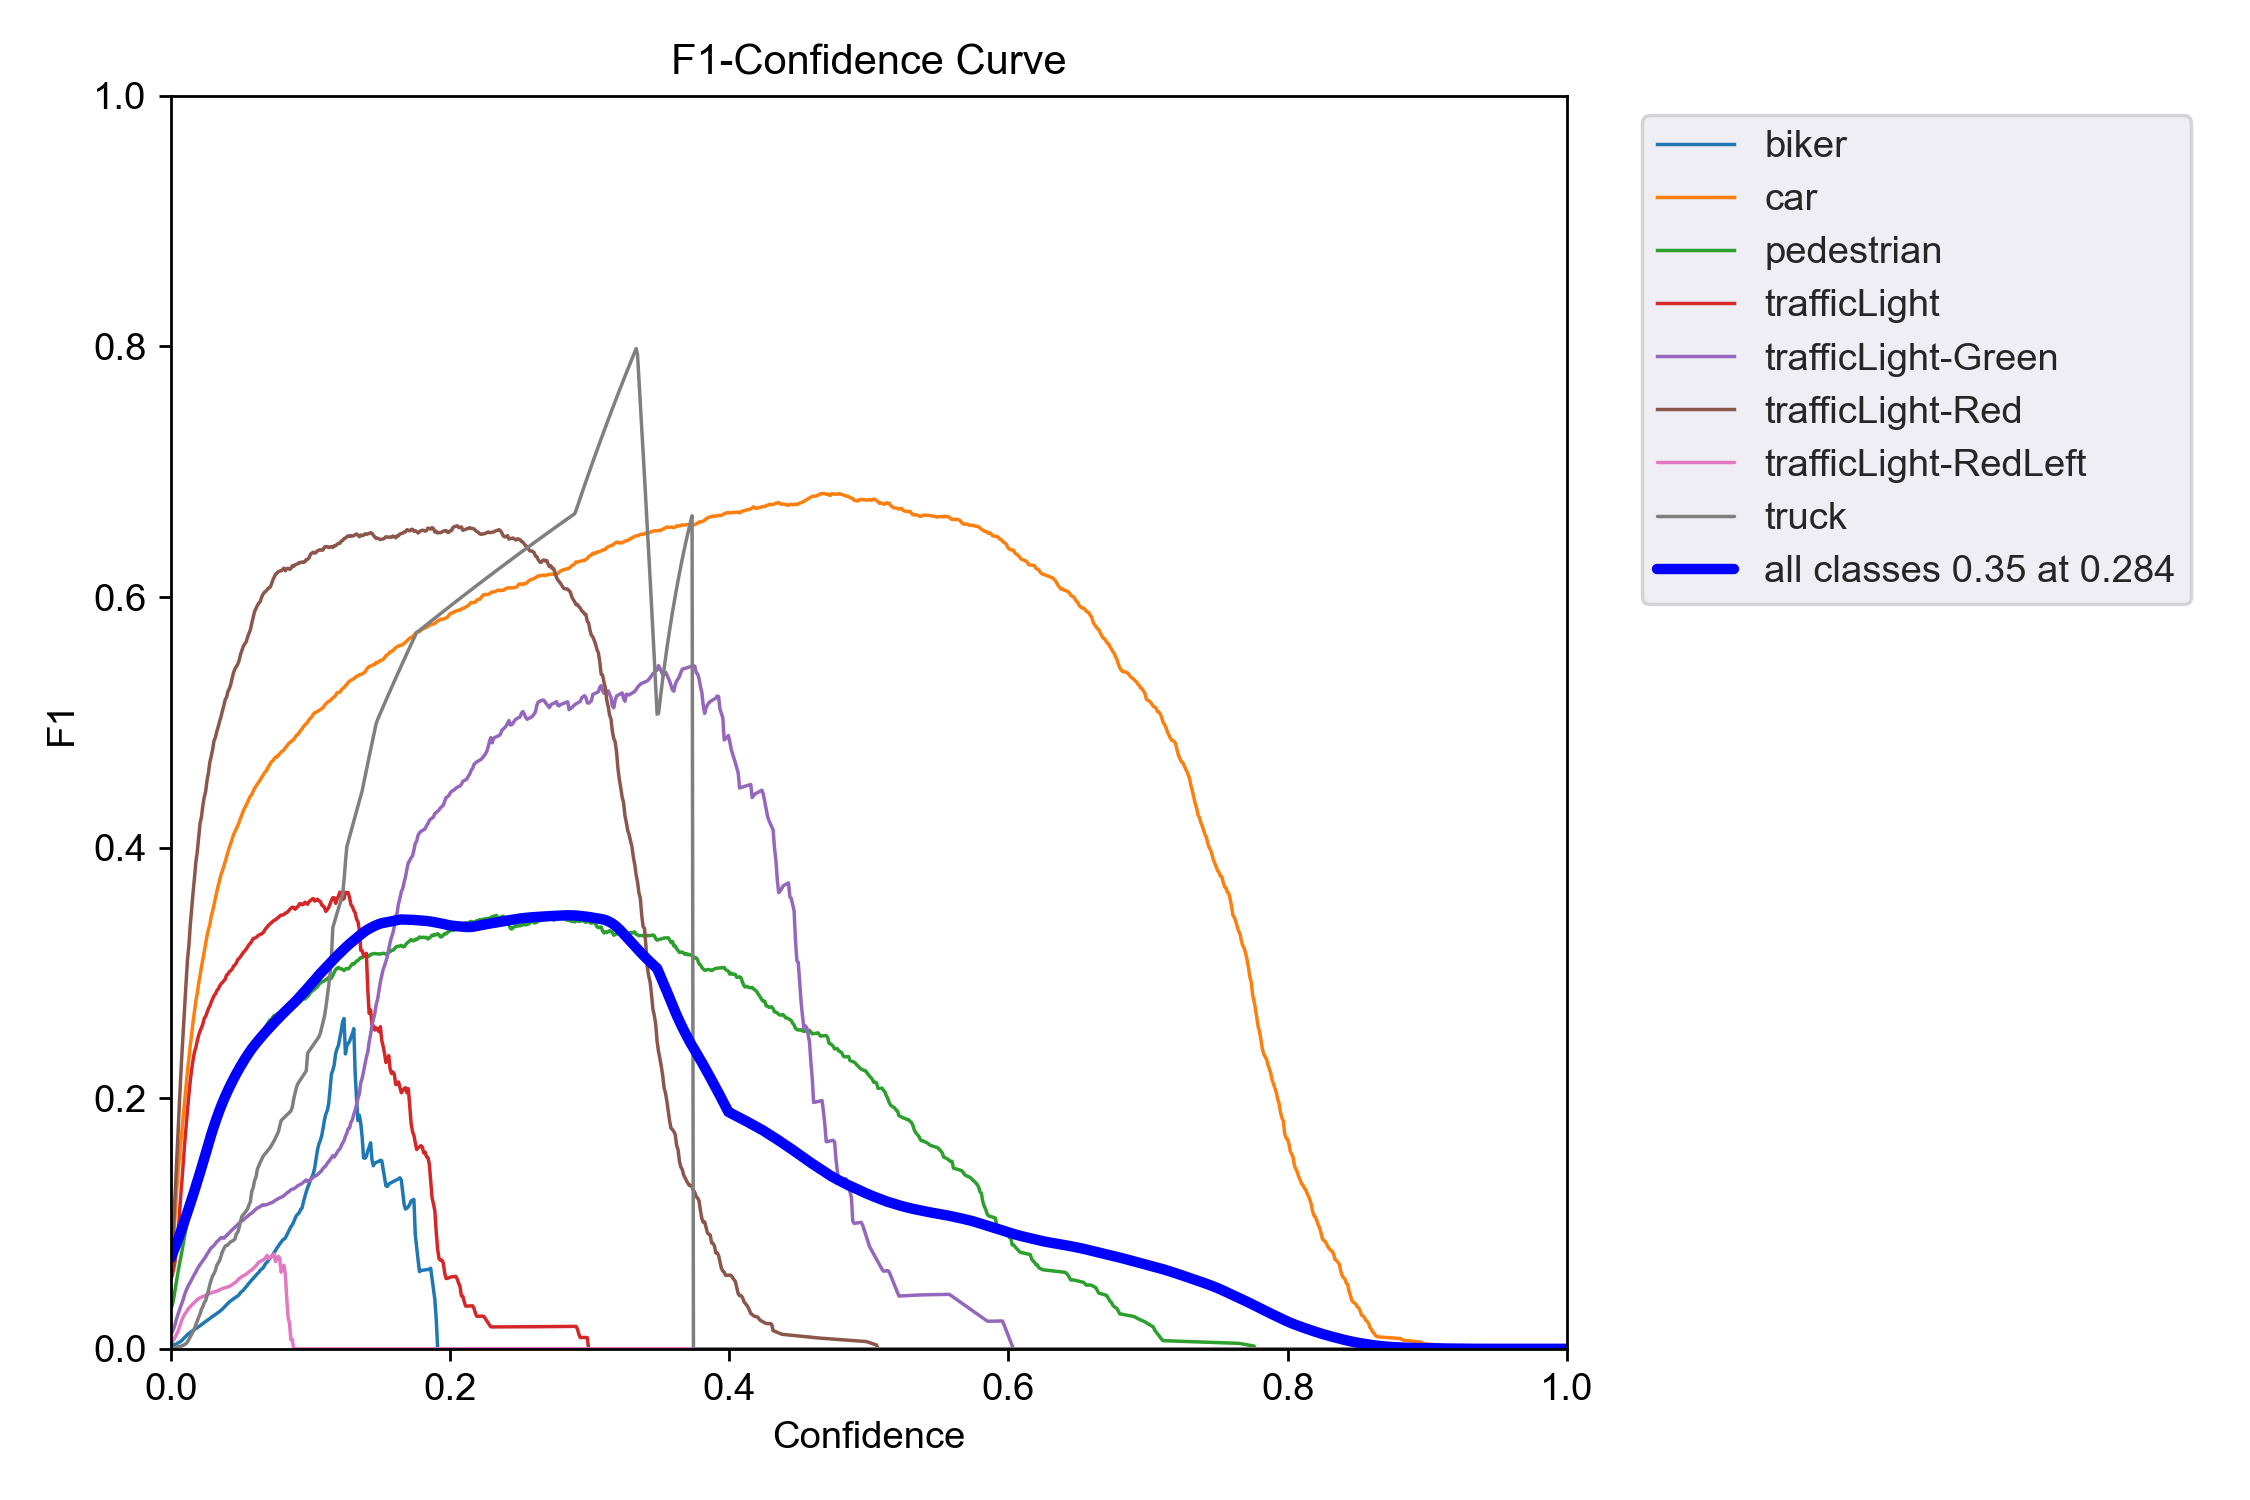 F1-Confidence Curve
1.0
0.8
0.6
0.4
0.2
0.0
F1
0.0 0.2 0.4 0.6 0.8 1.0
Confidence
biker
car
pedestrian
trafficLight
trafficLight-Green
trafficLight-Red
trafficLight-RedLeft
truck
all classes 0.35 at 0.284